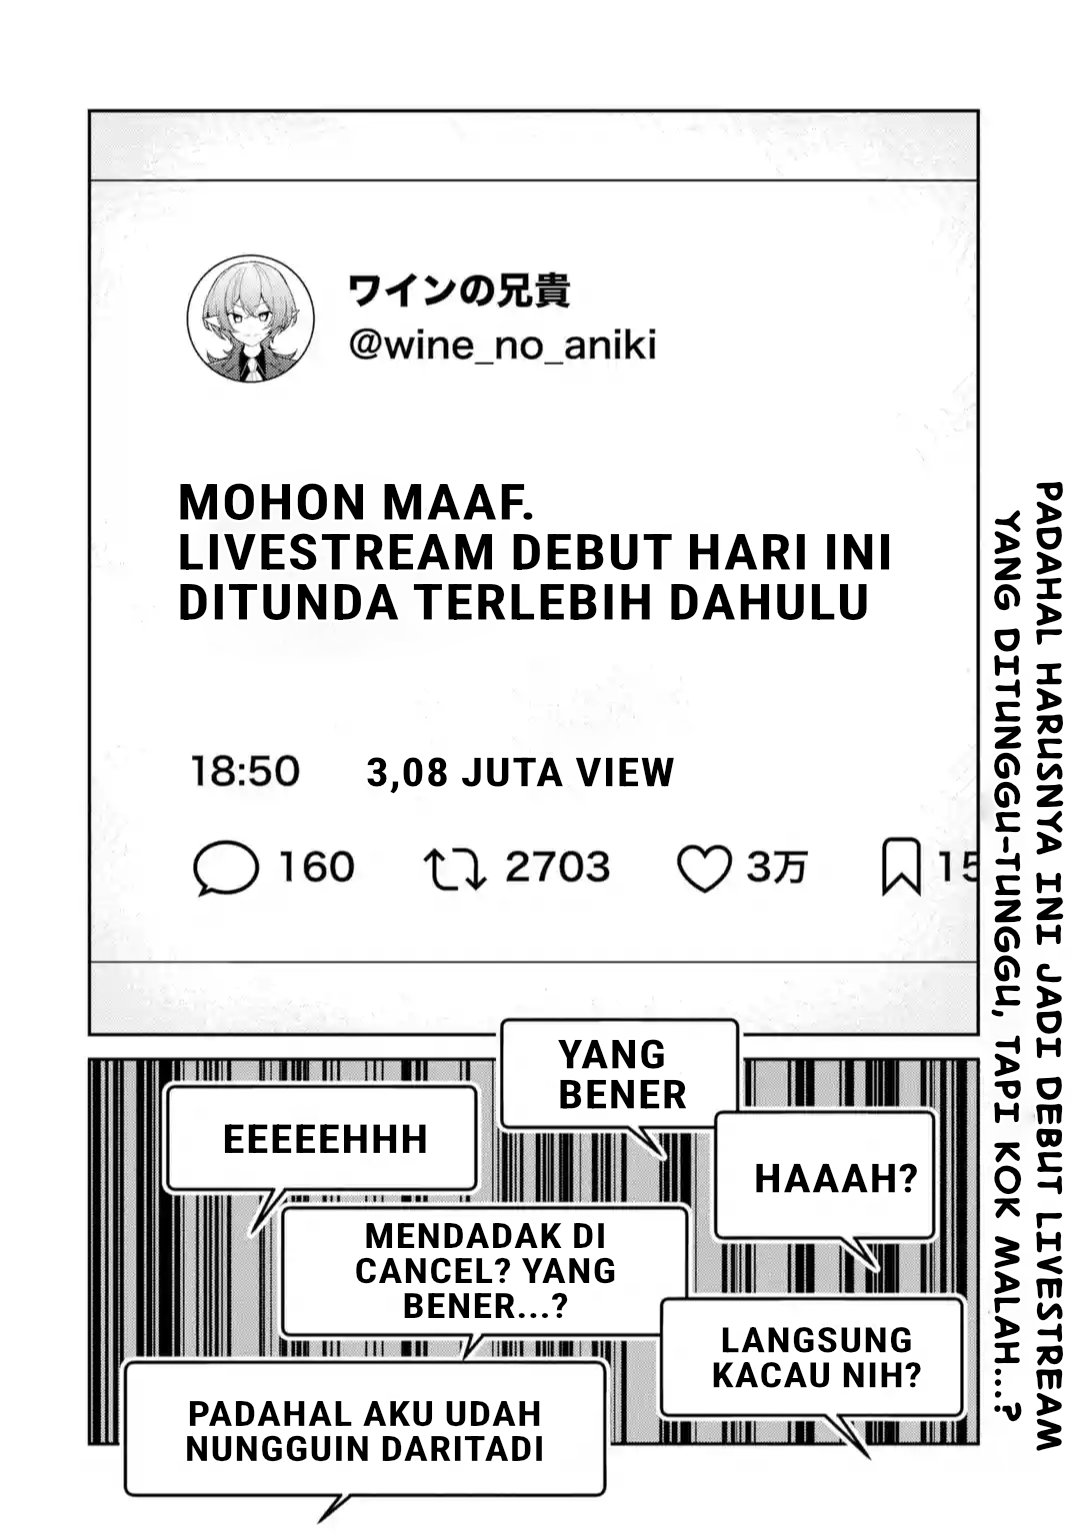 ワインの兄貴
@wine_no_aniki
MOHON MAAF.
LIVESTREAM DEBUT HARI INI
DITUNDA TERLEBIH DAHULU
18:50 3,08 JUTA VIEW
160 2703 3万 15
PADAHAL HARUSNYA INI JADI DEBUT LIVESTREAM
YANG DITUNGGU-TUNGGU, TAPI KOK MALAH...?
YANG
BENER
EEEEEHHH
HAAAH?
MENDADAK DI
CANCEL? YANG
BENER...?
LANGSUNG
KACAU NIH?
PADAHAL AKU UDAH
NUNGGUIN DARITADI